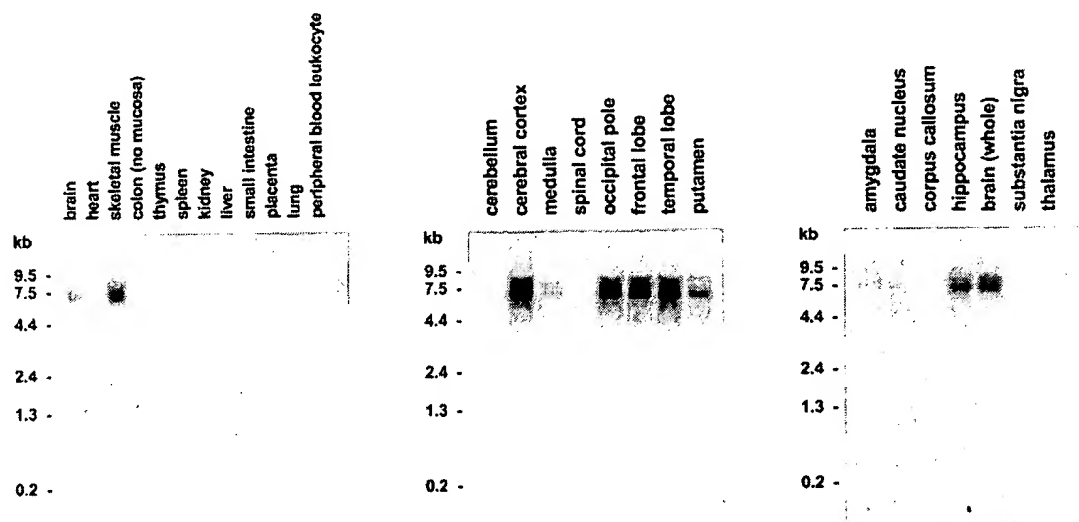 brain
heart
skeletal muscle
colon (no mucosa)
thymus
spleen
kidney
liver
small intestine
placenta
lung
peripheral blood leukocyte
kb
9.5 -
7.5 -
4.4 -
2.4 -
1.3 -
0.2 -
cerebellum
cerebral cortex
medulla
spinal cord
occipital pole
frontal lobe
temporal lobe
putamen
kb
9.5 -
7.5 -
4.4 -
2.4 -
1.3 -
0.2 -
amygdala
caudate nucleus
corpus callosum
hippocampus
brain (whole)
substantia nigra
thalamus
kb
9.5 -
7.5 -
4.4 -
2.4 -
1.3 -
0.2 -